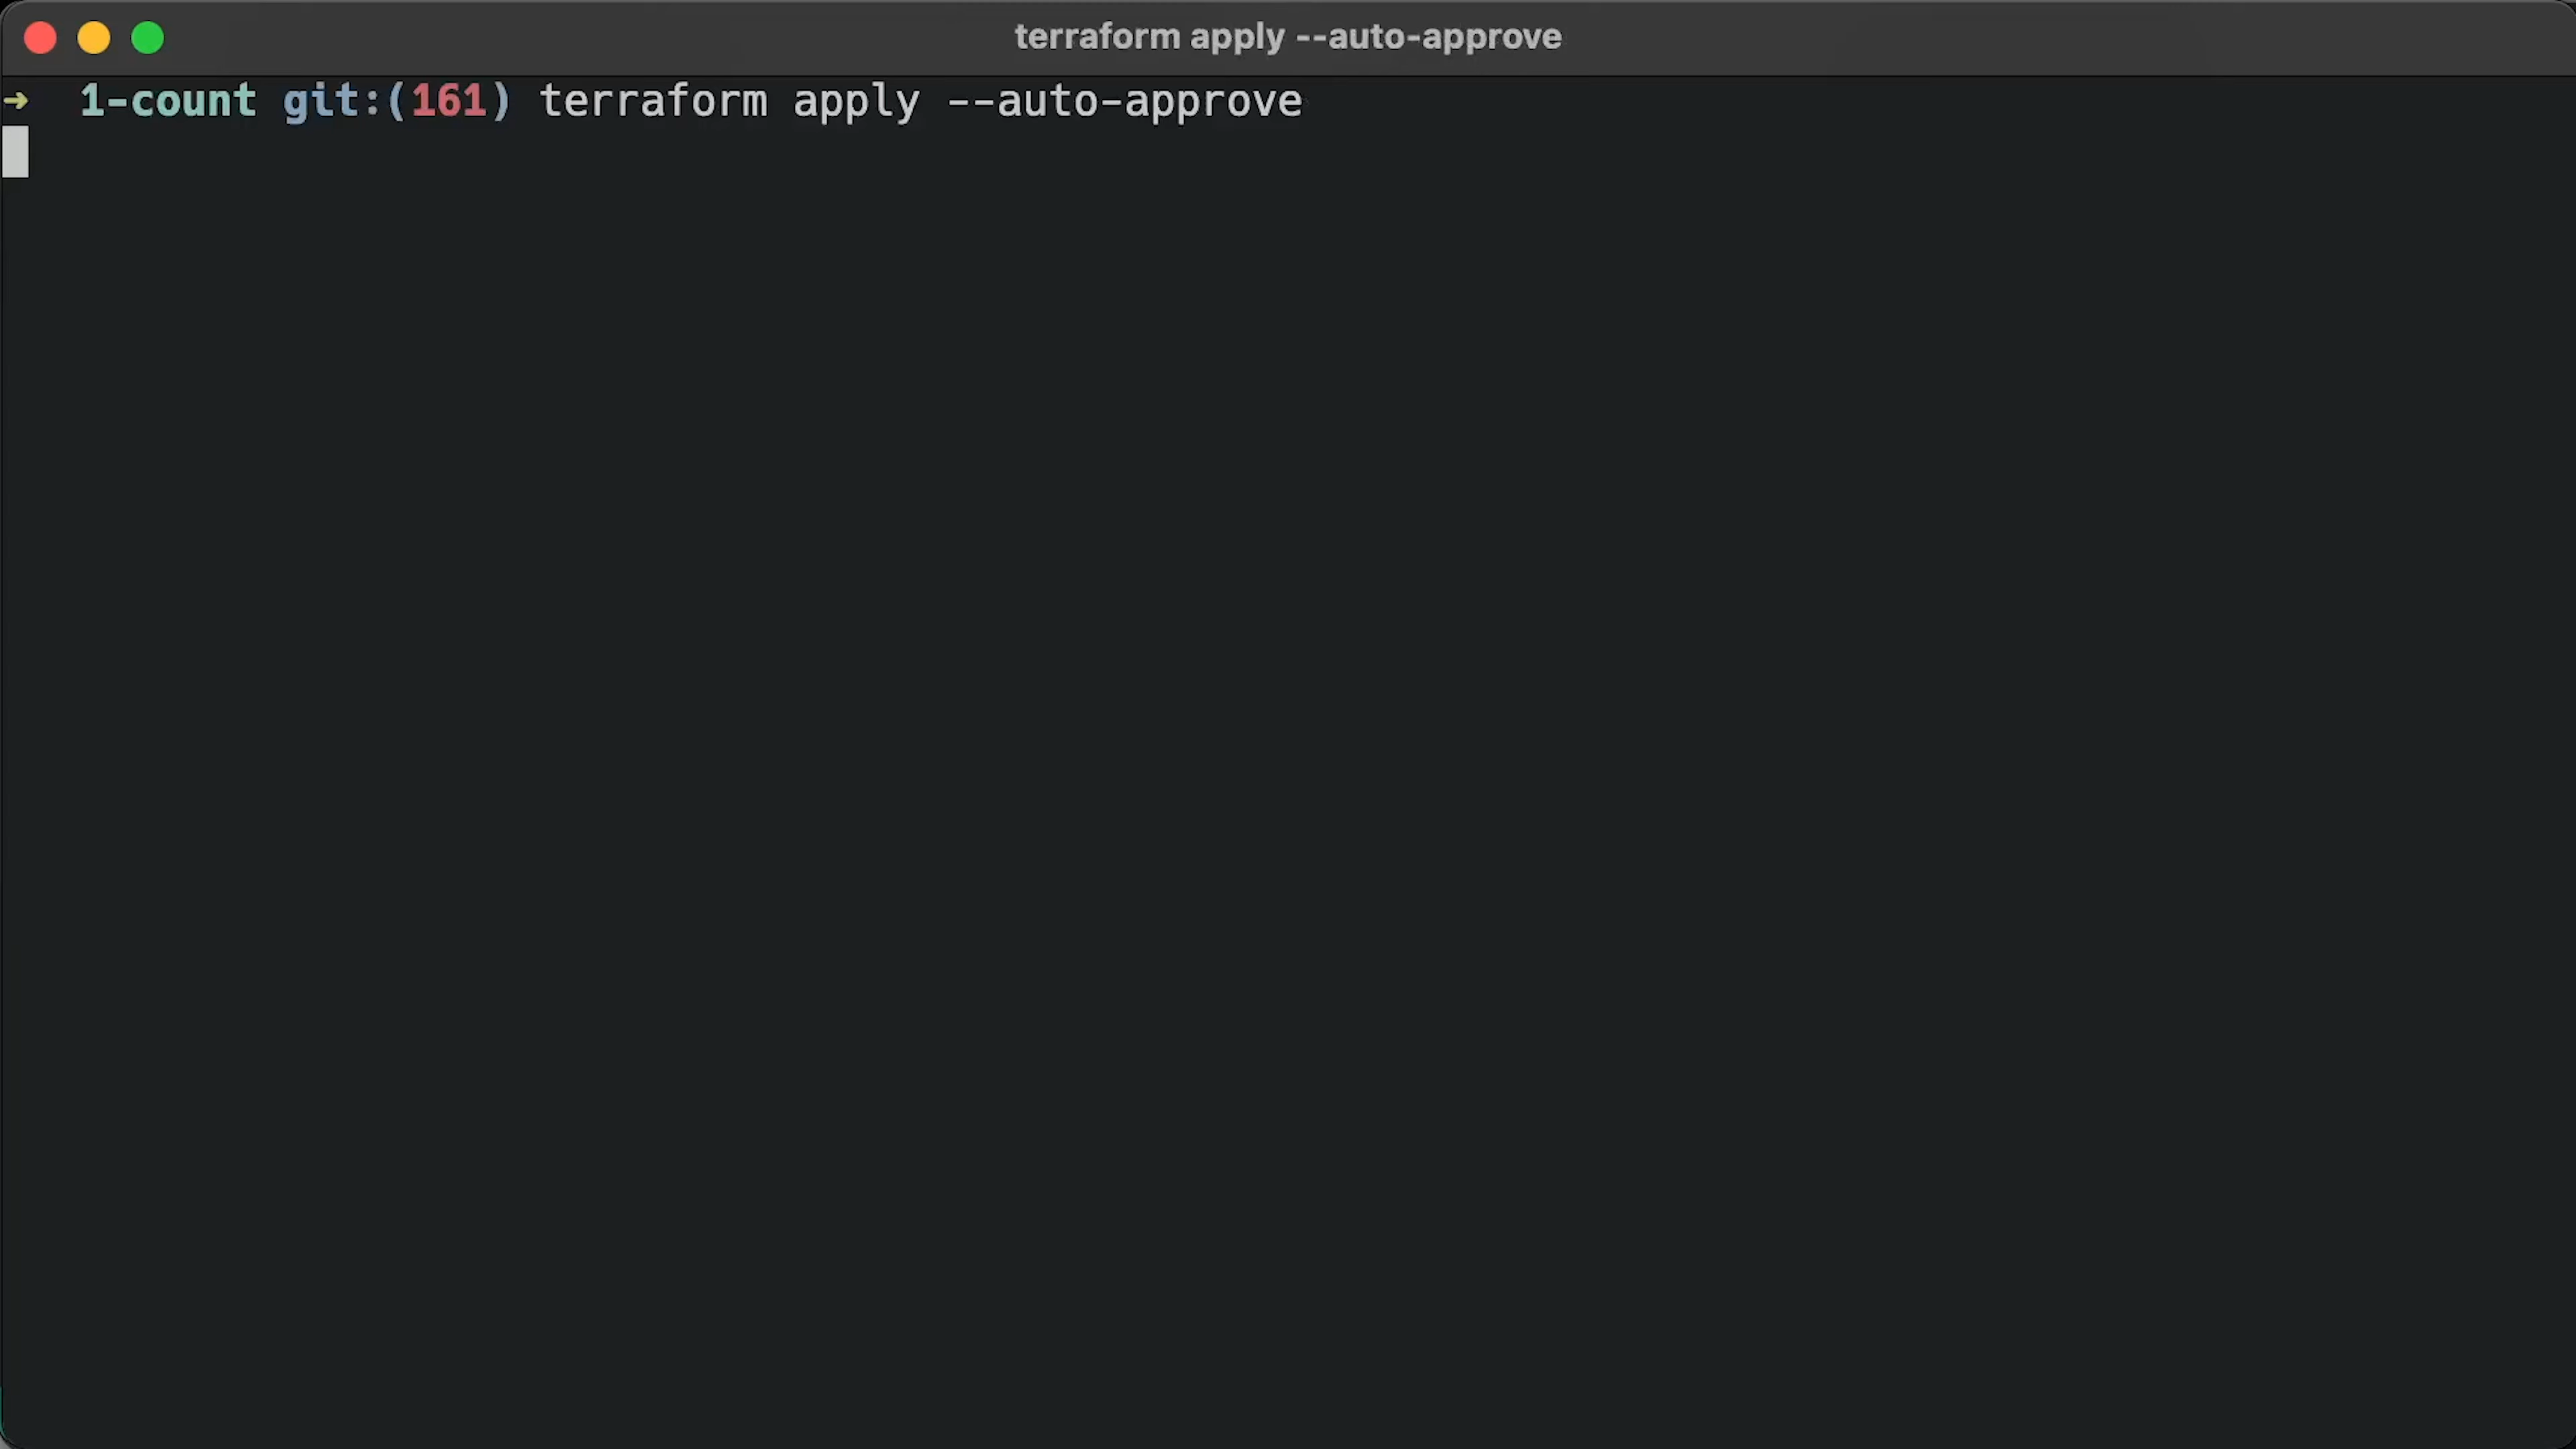 terraform apply --auto-approve
➜  1-count git:(161) terraform apply --auto-approve